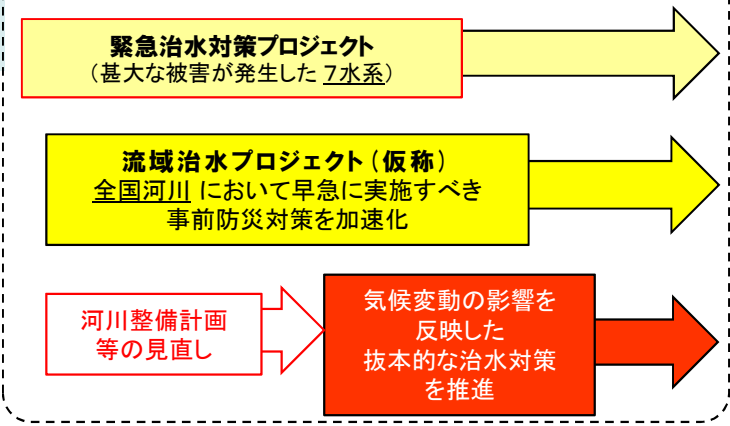 緊急治水対策プロジェクト
（甚大な被害が発生した ７水系）
流域治水プロジェクト（仮称）
全国河川 において早急に実施すべき
事前防災対策を加速化
河川整備計画
等の見直し
気候変動の影響を
反映した
抜本的な治水対策
を推進